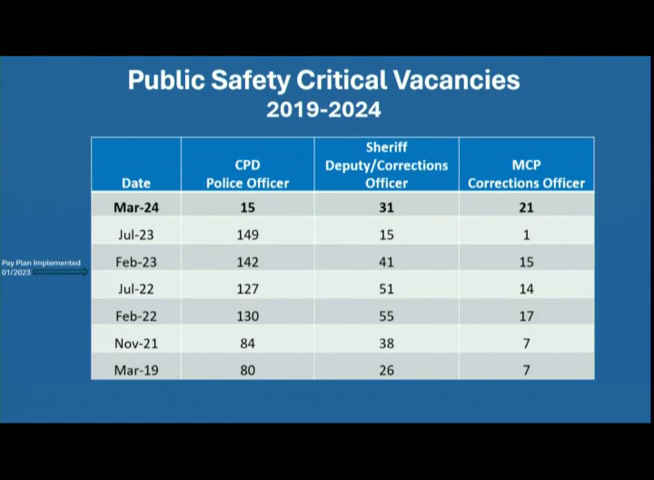 Public Safety Critical Vacancies
2019-2024
Date
CPD
Police Officer
Sheriff
Deputy/Corrections
Officer
MCP
Corrections Officer
Mar-24 15 31 21
Jul-23 149 15 1
Feb-23 142 41 15
Pay Plan Implemented
01/2023
Jul-22 127 51 14
Feb-22 130 55 17
Nov-21 84 38 7
Mar-19 80 26 7